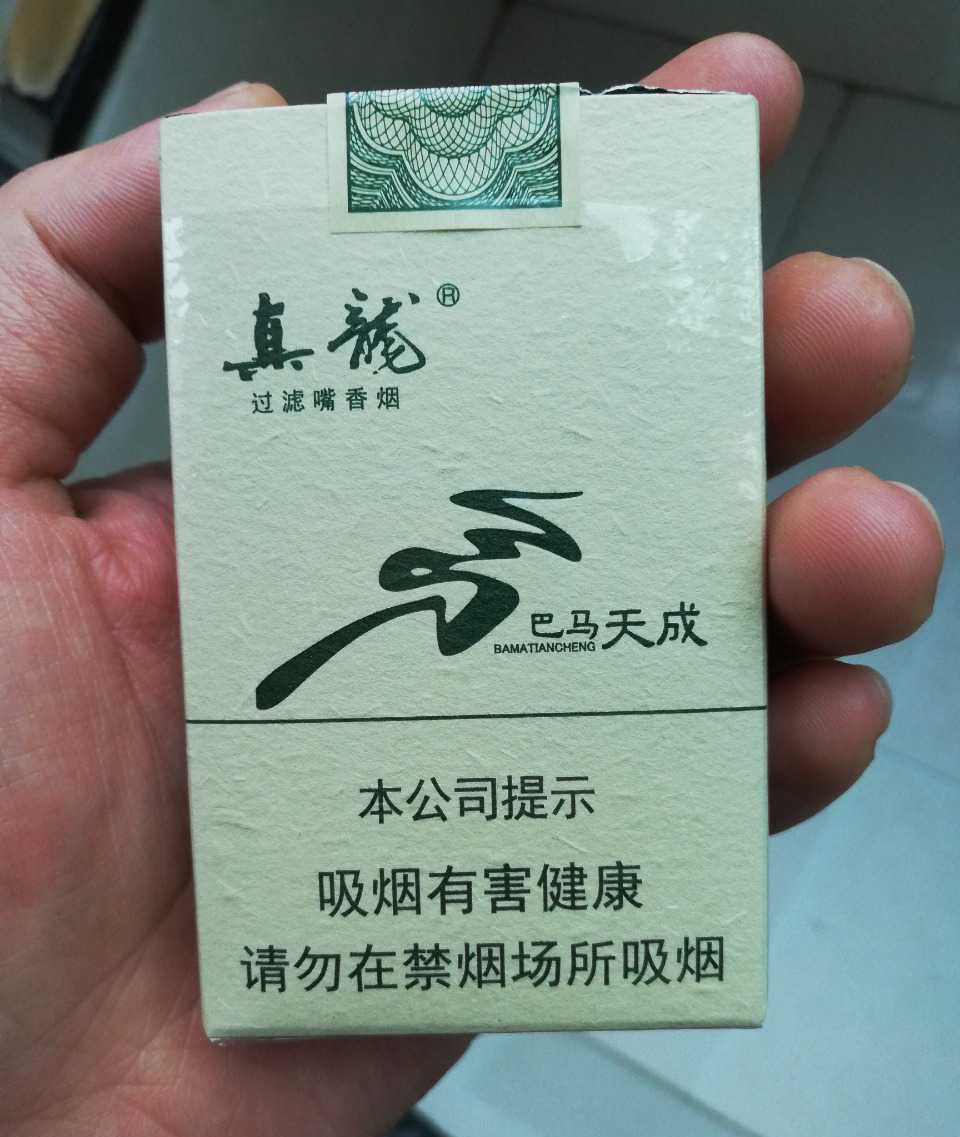 真龍®
过滤嘴香烟
巴马天成
BAMATIANCHENG
本公司提示
吸烟有害健康
请勿在禁烟场所吸烟